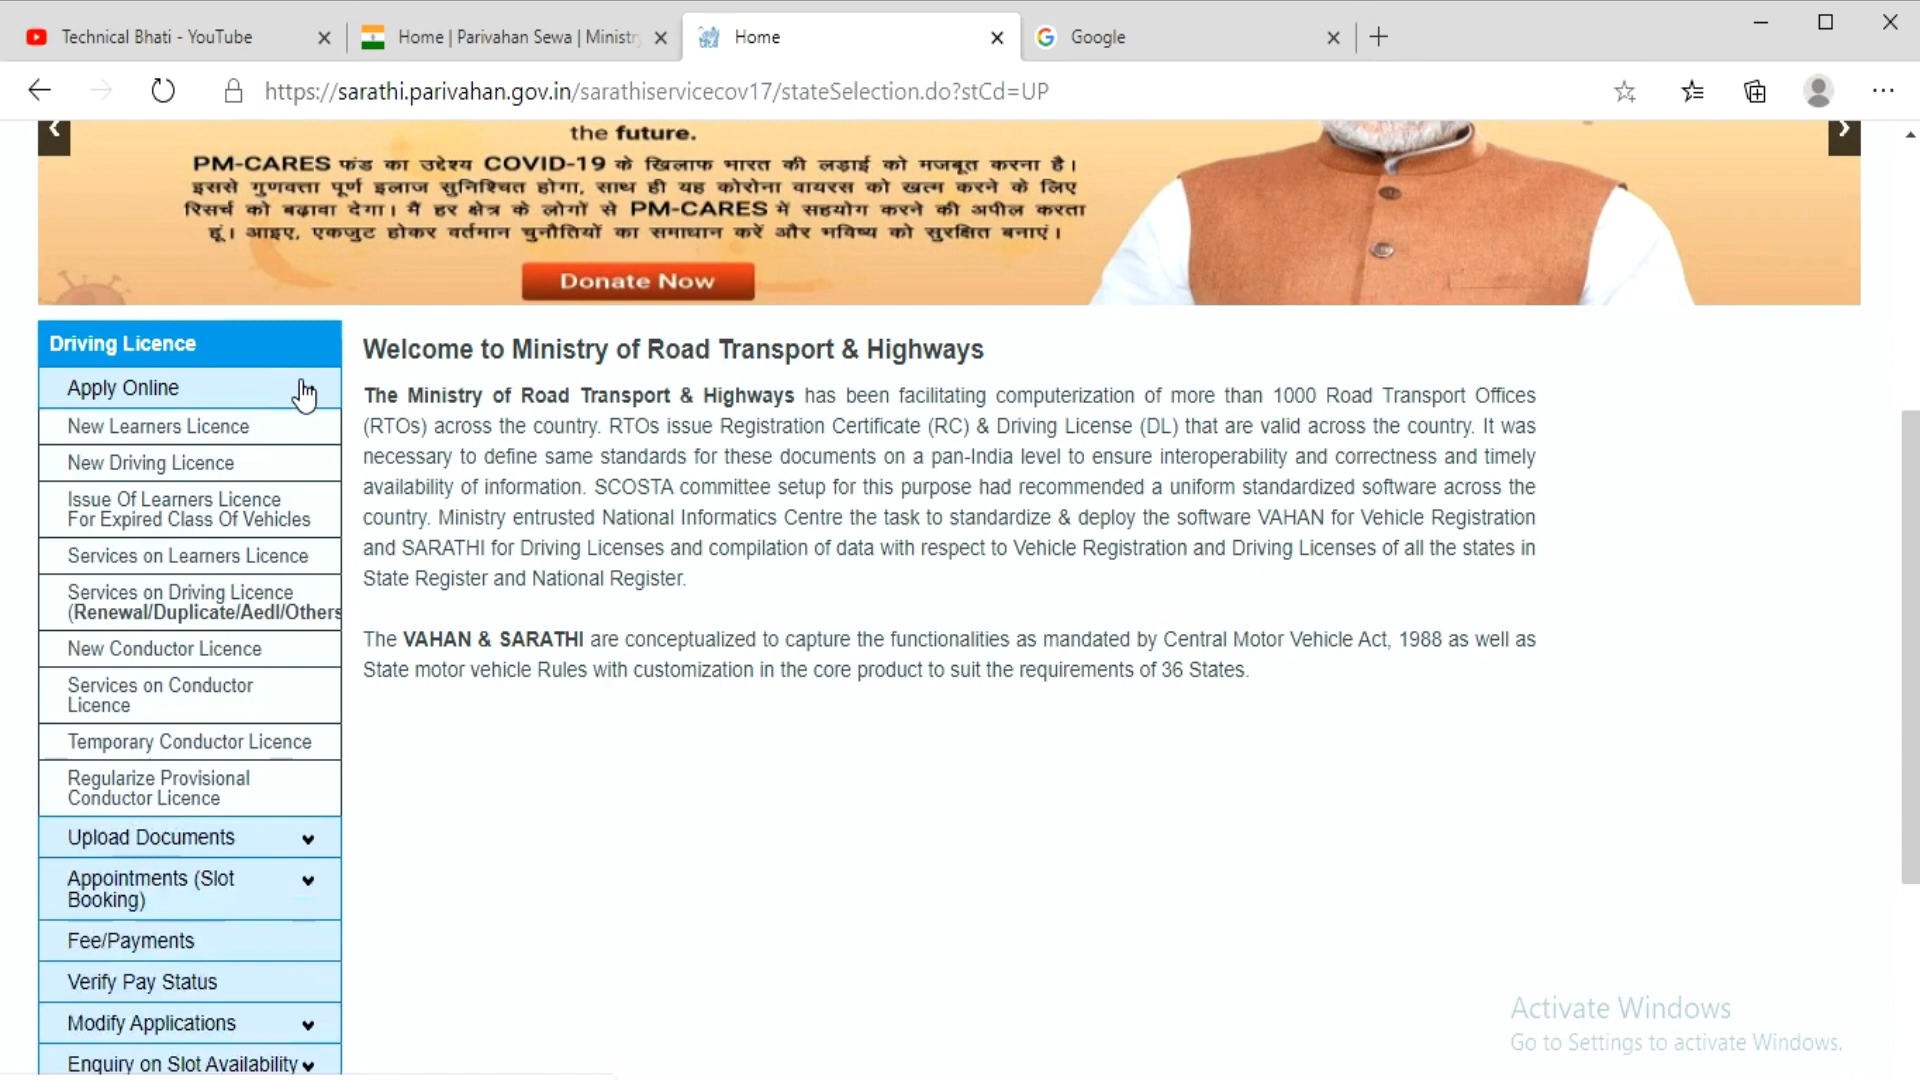 Technical Bhati - YouTube
Home | Parivahan Sewa | Ministr
Home
Google
https://sarathi.parivahan.gov.in/sarathiservicecov17/stateSelection.do?stCd=UP
the future.
PM-CARES फंड का उद्देश्य COVID-19 के खिलाफ भारत की लड़ाई को मजबूत करना है।
इससे गुणवत्ता पूर्ण इलाज सुनिश्चित होगा, साथ ही यह कोरोना वायरस को खत्म करने के लिए
रिसर्च को बढ़ावा देगा। मैं हर क्षेत्र के लोगों से PM-CARES में सहयोग करने की अपील करता
हूं। आइए, एकजुट होकर वर्तमान चुनौतियों का समाधान करें और भविष्य को सुरक्षित बनाएं।
Donate Now
Driving Licence
Apply Online
New Learners Licence
New Driving Licence
Issue Of Learners Licence
For Expired Class Of Vehicles
Services on Learners Licence
Services on Driving Licence
(Renewal/Duplicate/Aedl/Others
New Conductor Licence
Services on Conductor
Licence
Temporary Conductor Licence
Regularize Provisional
Conductor Licence
Upload Documents
Appointments (Slot
Booking)
Fee/Payments
Verify Pay Status
Modify Applications
Enquiry on Slot Availability
Welcome to Ministry of Road Transport & Highways
The Ministry of Road Transport & Highways has been facilitating computerization of more than 1000 Road Transport Offices
(RTOs) across the country. RTOs issue Registration Certificate (RC) & Driving License (DL) that are valid across the country. It was
necessary to define same standards for these documents on a pan-India level to ensure interoperability and correctness and timely
availability of information. SCOSTA committee setup for this purpose had recommended a uniform standardized software across the
country. Ministry entrusted National Informatics Centre the task to standardize & deploy the software VAHAN for Vehicle Registration
and SARATHI for Driving Licenses and compilation of data with respect to Vehicle Registration and Driving Licenses of all the states in
State Register and National Register.
The VAHAN & SARATHI are conceptualized to capture the functionalities as mandated by Central Motor Vehicle Act, 1988 as well as
State motor vehicle Rules with customization in the core product to suit the requirements of 36 States.
Activate Windows
Go to Settings to activate Windows.